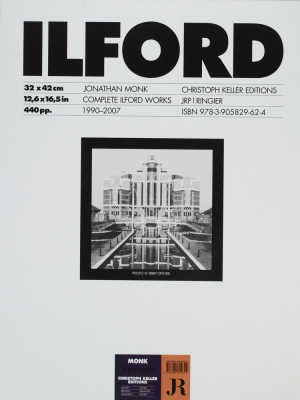 ILFORD
32 x 42 cm JONATHAN MONK CHRISTOPH KELLER EDITIONS
12,6 x 16,5 in COMPLETE ILFORD WORKS JRP | RINGIER
440 pp. 1990–2007 ISBN 978-3-905829-62-4
MONK
CHRISTOPH KELLER
EDITIONS
JR